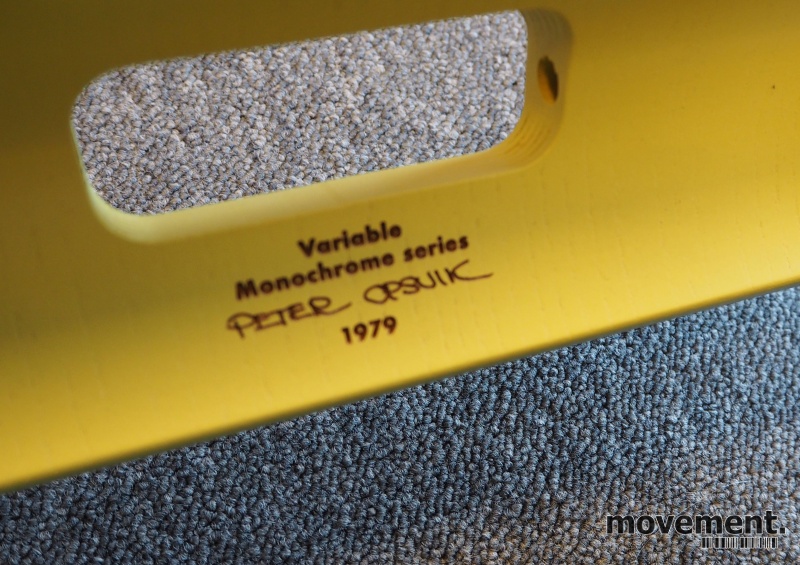 Variable
Monochrome series
PETER OPSVIK
1979
movement.